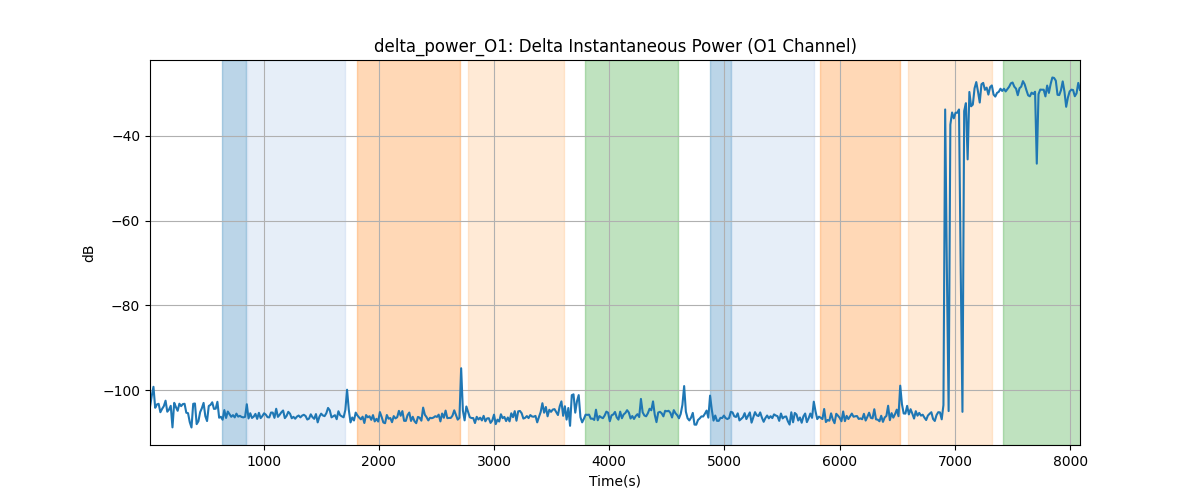 delta_power_O1: Delta Instantaneous Power (O1 Channel)
dB
−40
−60
−80
−100
1000 2000 3000 4000 5000 6000 7000 8000
Time(s)